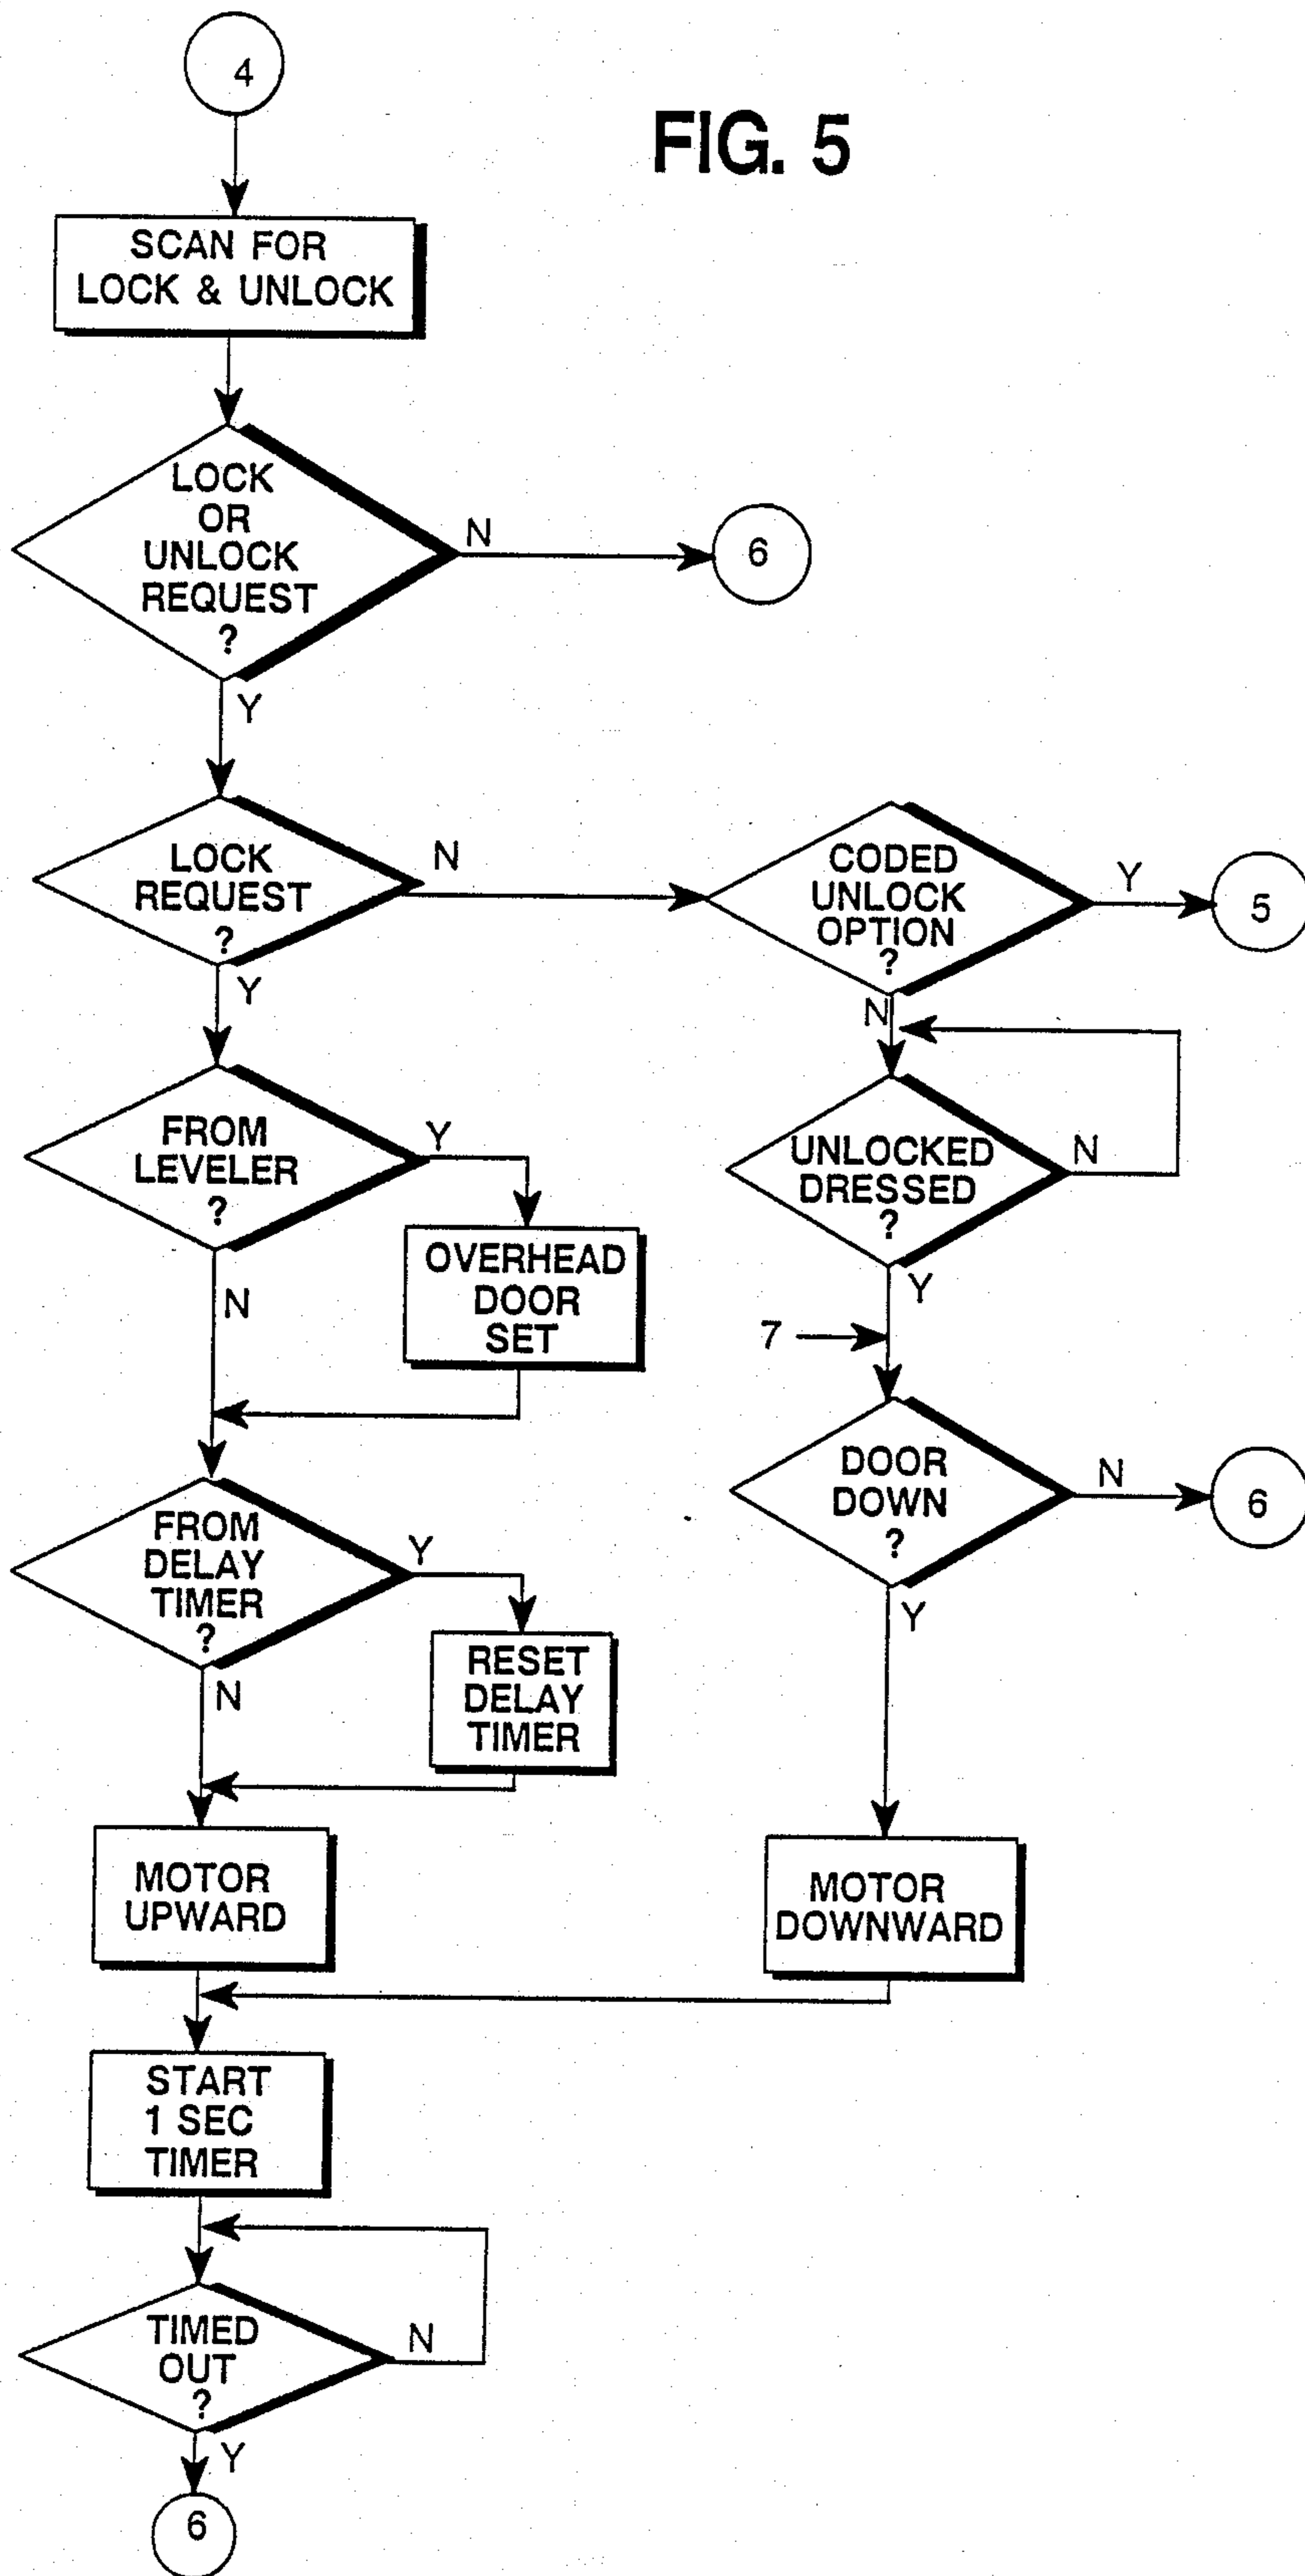 4
FIG. 5
SCAN FOR
LOCK & UNLOCK
LOCK
OR
UNLOCK
REQUEST
?
N
6
Y
LOCK
REQUEST
?
N
CODED
UNLOCK
OPTION
?
Y
5
Y
N
FROM
LEVELER
?
Y
UNLOCKED
DRESSED
?
N
OVERHEAD
DOOR
SET
N
Y
7
DOOR
DOWN
?
N
6
FROM
DELAY
TIMER
?
Y
Y
RESET
DELAY
TIMER
N
MOTOR
UPWARD
MOTOR
DOWNWARD
START
1 SEC
TIMER
TIMED
OUT
?
N
Y
6